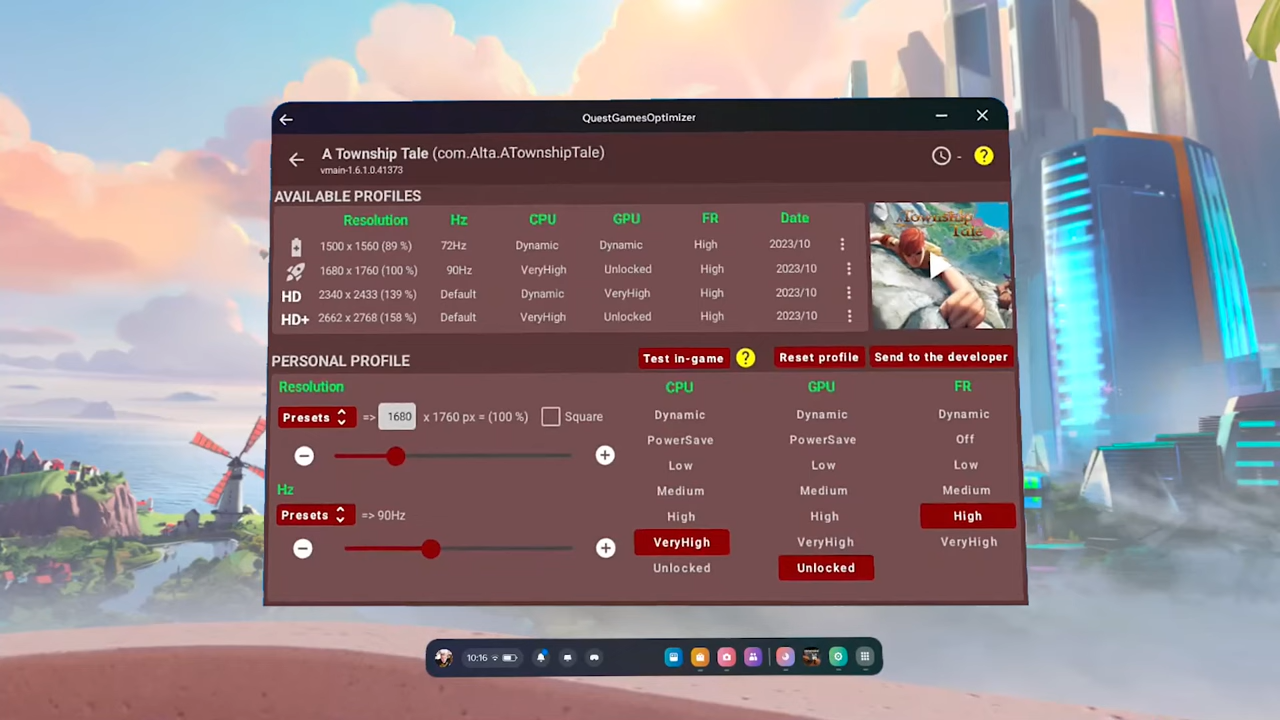 QuestGamesOptimizer
A Township Tale (com.Alta.ATownshipTale)
vmain-1.6.1.0.41373
-
?
AVAILABLE PROFILES
Resolution Hz CPU GPU FR Date
1500 x 1560 (89 %) 72Hz Dynamic Dynamic High 2023/10
1680 x 1760 (100 %) 90Hz VeryHigh Unlocked High 2023/10
HD 2340 x 2433 (139 %) Default Dynamic VeryHigh High 2023/10
HD+ 2662 x 2768 (158 %) Default VeryHigh Unlocked High 2023/10
A Township
Tale
PERSONAL PROFILE
Test in-game ? Reset profile Send to the developer
Resolution
Presets => 1680 x 1760 px = (100 %) Square
Hz
Presets => 90Hz
CPU
Dynamic
PowerSave
Low
Medium
High
VeryHigh
Unlocked
GPU
Dynamic
PowerSave
Low
Medium
High
VeryHigh
Unlocked
FR
Dynamic
Off
Low
Medium
High
VeryHigh
10:16